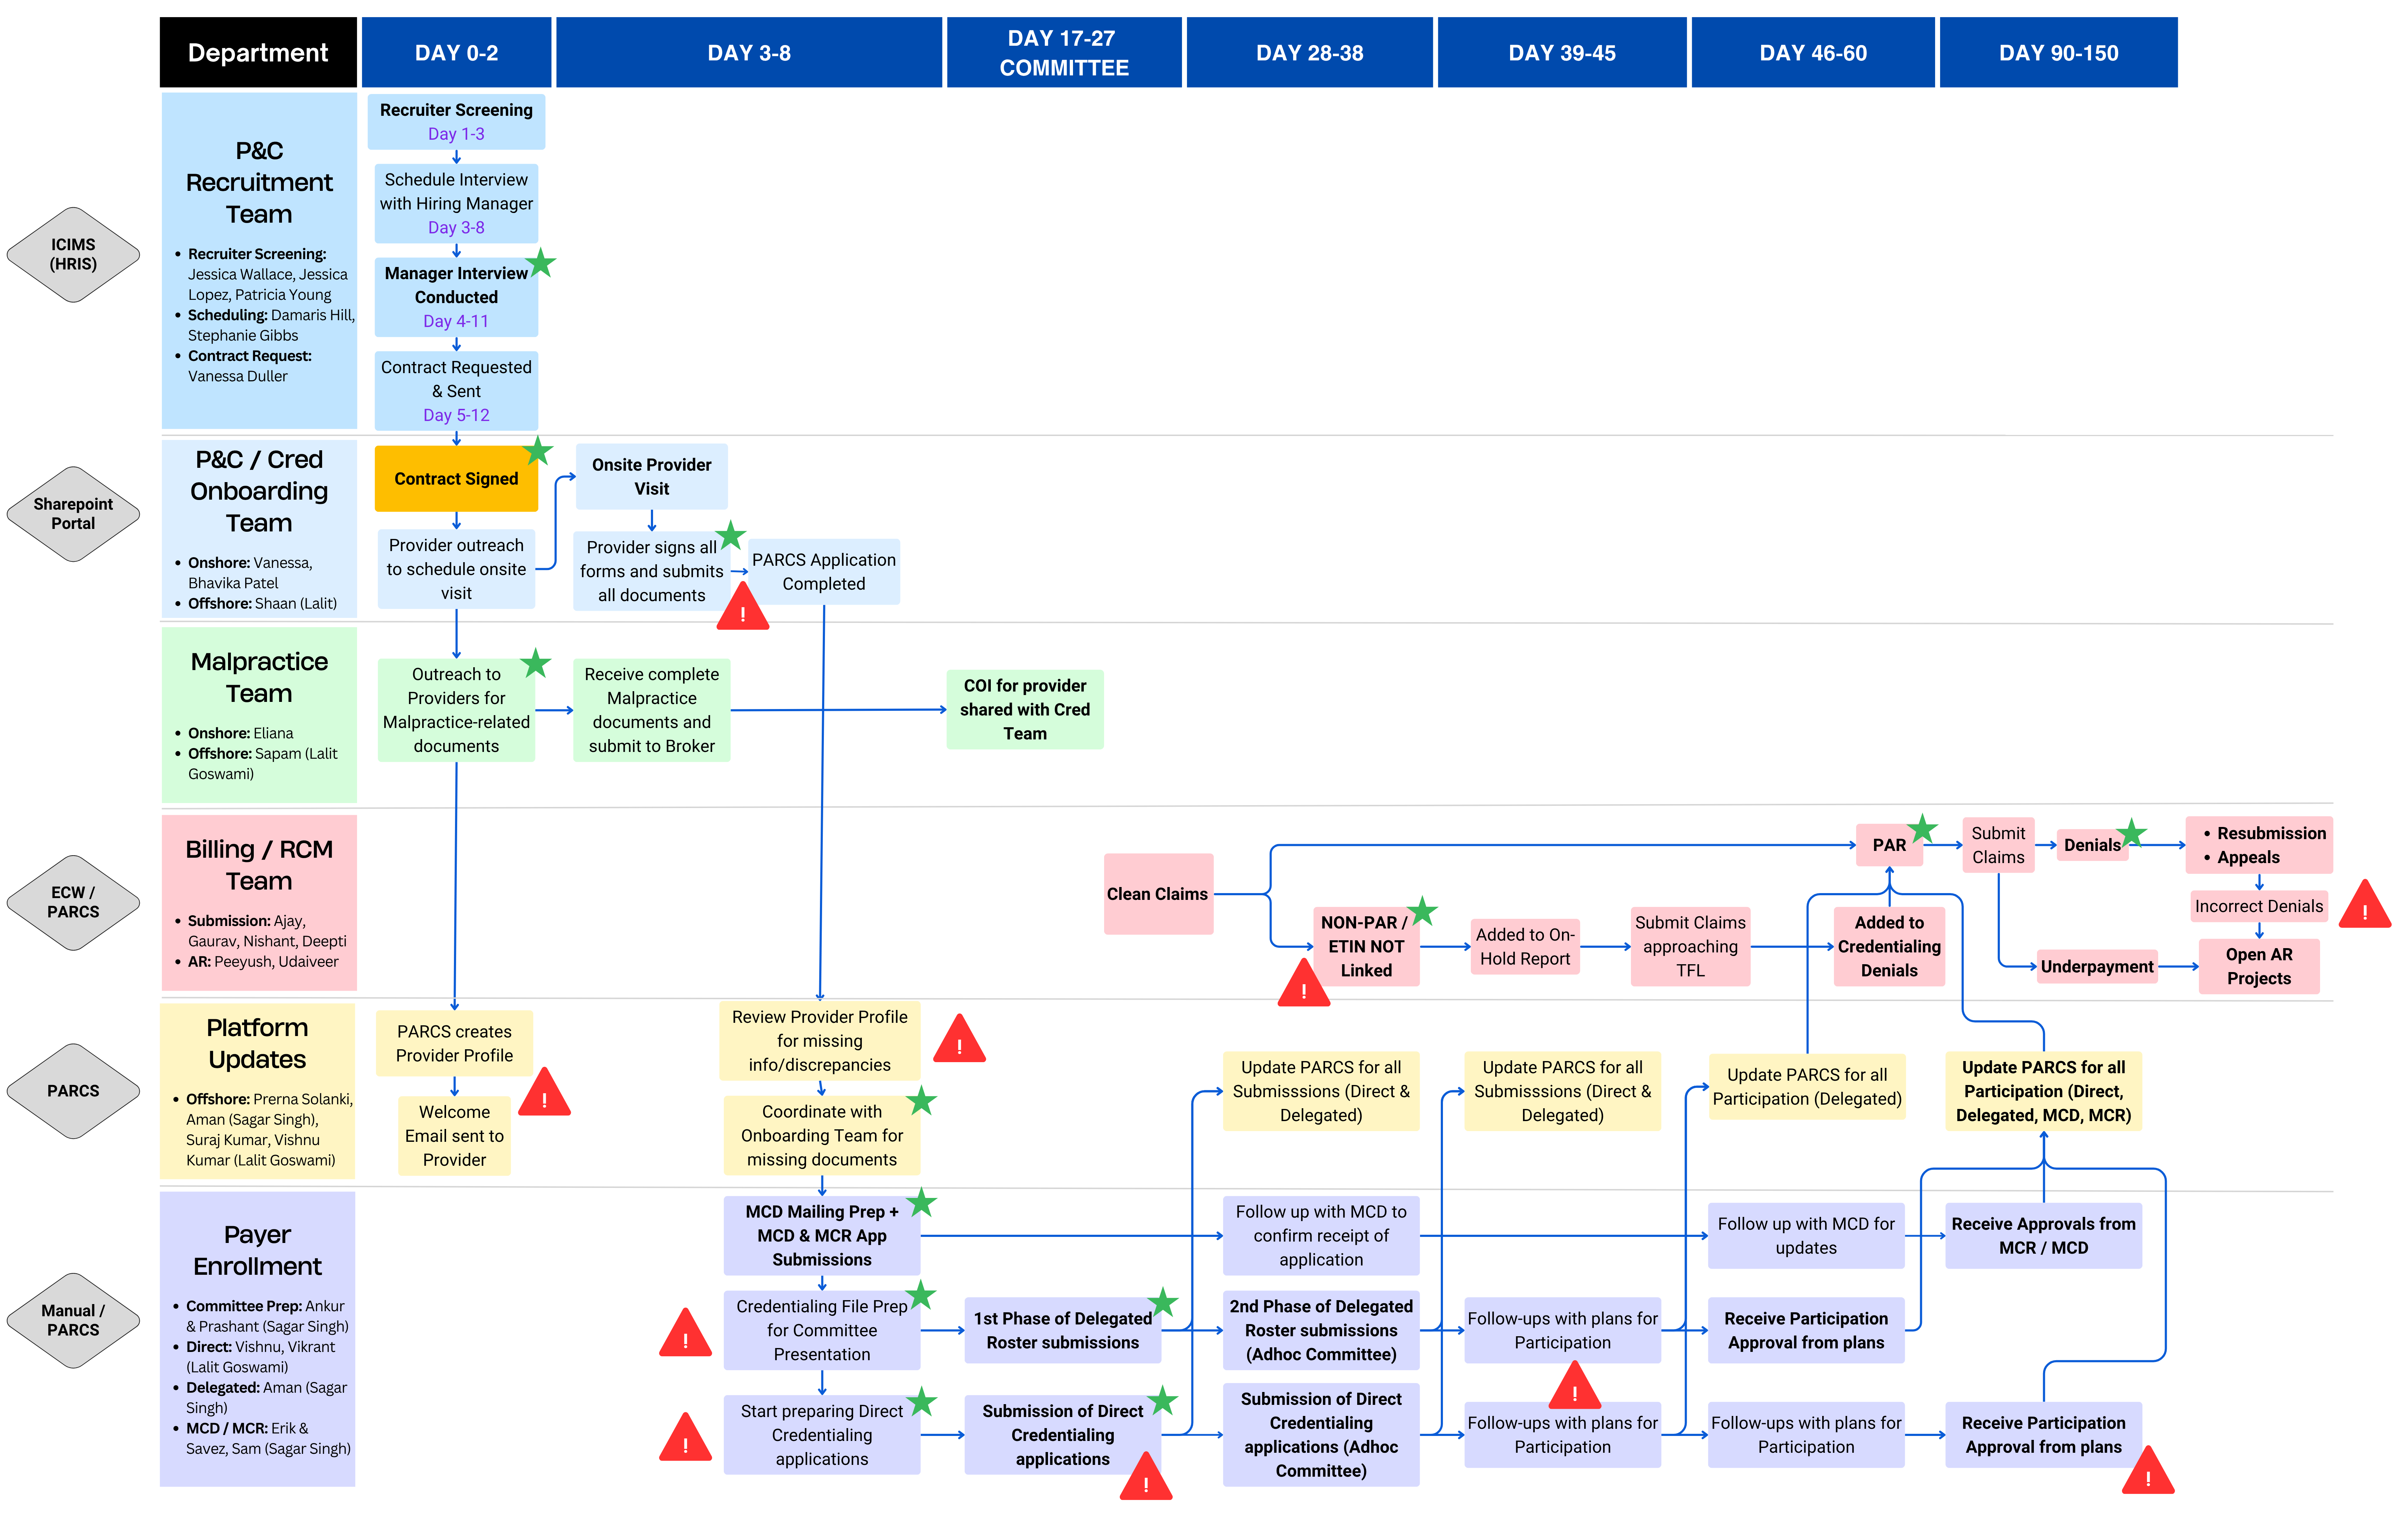 Department
DAY 0-2
DAY 3-8
DAY 17-27
COMMITTEE
DAY 28-38
DAY 39-45
DAY 46-60
DAY 90-150
ICIMS
(HRIS)
P&C
Recruitment
Team
• Recruiter Screening:
Jessica Wallace, Jessica
Lopez, Patricia Young
• Scheduling: Damaris Hill,
Stephanie Gibbs
• Contract Request:
Vanessa Duller
Recruiter Screening
Day 1-3
Schedule Interview
with Hiring Manager
Day 3-8
Manager Interview
Conducted
Day 4-11
Contract Requested
& Sent
Day 5-12
Sharepoint
Portal
P&C / Cred
Onboarding
Team
• Onshore: Vanessa,
Bhavika Patel
• Offshore: Shaan (Lalit)
Contract Signed
Provider outreach
to schedule onsite
visit
Onsite Provider
Visit
Provider signs all
forms and submits
all documents
!
PARCS Application
Completed
Malpractice
Team
• Onshore: Eliana
• Offshore: Sapam (Lalit
Goswami)
Outreach to
Providers for
Malpractice-related
documents
Receive complete
Malpractice
documents and
submit to Broker
COI for provider
shared with Cred
Team
ECW /
PARCS
Billing / RCM
Team
• Submission: Ajay,
Gaurav, Nishant, Deepti
• AR: Peeyush, Udaiveer
Clean Claims
PAR
Submit
Claims
Denials
• Resubmission
• Appeals
Incorrect Denials
!
NON-PAR /
ETIN NOT
Linked
!
Added to On-
Hold Report
Submit Claims
approaching
TFL
Added to
Credentialing
Denials
Underpayment
Open AR
Projects
PARCS
Platform
Updates
• Offshore: Prerna Solanki,
Aman (Sagar Singh),
Suraj Kumar, Vishnu
Kumar (Lalit Goswami)
PARCS creates
Provider Profile
!
Welcome
Email sent to
Provider
Review Provider Profile
for missing
info/discrepancies
!
Coordinate with
Onboarding Team for
missing documents
Update PARCS for all
Submisssions (Direct &
Delegated)
Update PARCS for all
Submisssions (Direct &
Delegated)
Update PARCS for all
Participation (Delegated)
Update PARCS for all
Participation (Direct,
Delegated, MCD, MCR)
Manual /
PARCS
Payer
Enrollment
• Committee Prep: Ankur
& Prashant (Sagar Singh)
• Direct: Vishnu, Vikrant
(Lalit Goswami)
• Delegated: Aman (Sagar
Singh)
• MCD / MCR: Erik &
Savez, Sam (Sagar Singh)
MCD Mailing Prep +
MCD & MCR App
Submissions
Follow up with MCD to
confirm receipt of
application
Follow up with MCD for
updates
Receive Approvals from
MCR / MCD
!
Credentialing File Prep
for Committee
Presentation
1st Phase of Delegated
Roster submissions
2nd Phase of Delegated
Roster submissions
(Adhoc Committee)
Follow-ups with plans for
Participation
!
Receive Participation
Approval from plans
!
Start preparing Direct
Credentialing
applications
Submission of Direct
Credentialing
applications
!
Submission of Direct
Credentialing
applications (Adhoc
Committee)
Follow-ups with plans for
Participation
Follow-ups with plans for
Participation
Receive Participation
Approval from plans
!